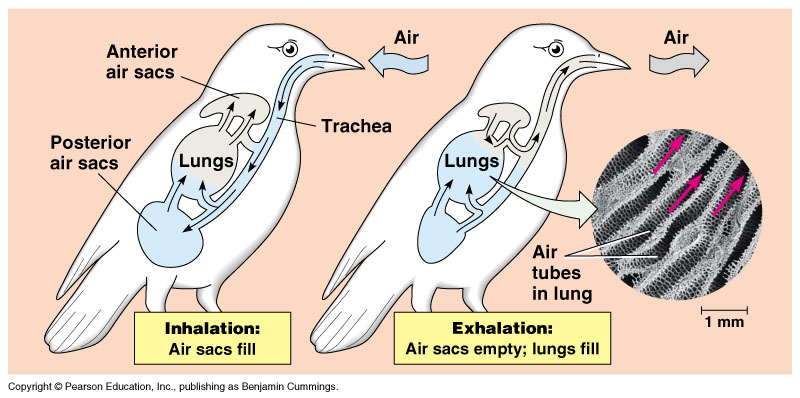 Anterior
air sacs
Air
Air
Trachea
Posterior
air sacs
Lungs
Lungs
Air
tubes
in lung
1 mm
Inhalation:
Air sacs fill
Exhalation:
Air sacs empty; lungs fill
Copyright © Pearson Education, Inc., publishing as Benjamin Cummings.